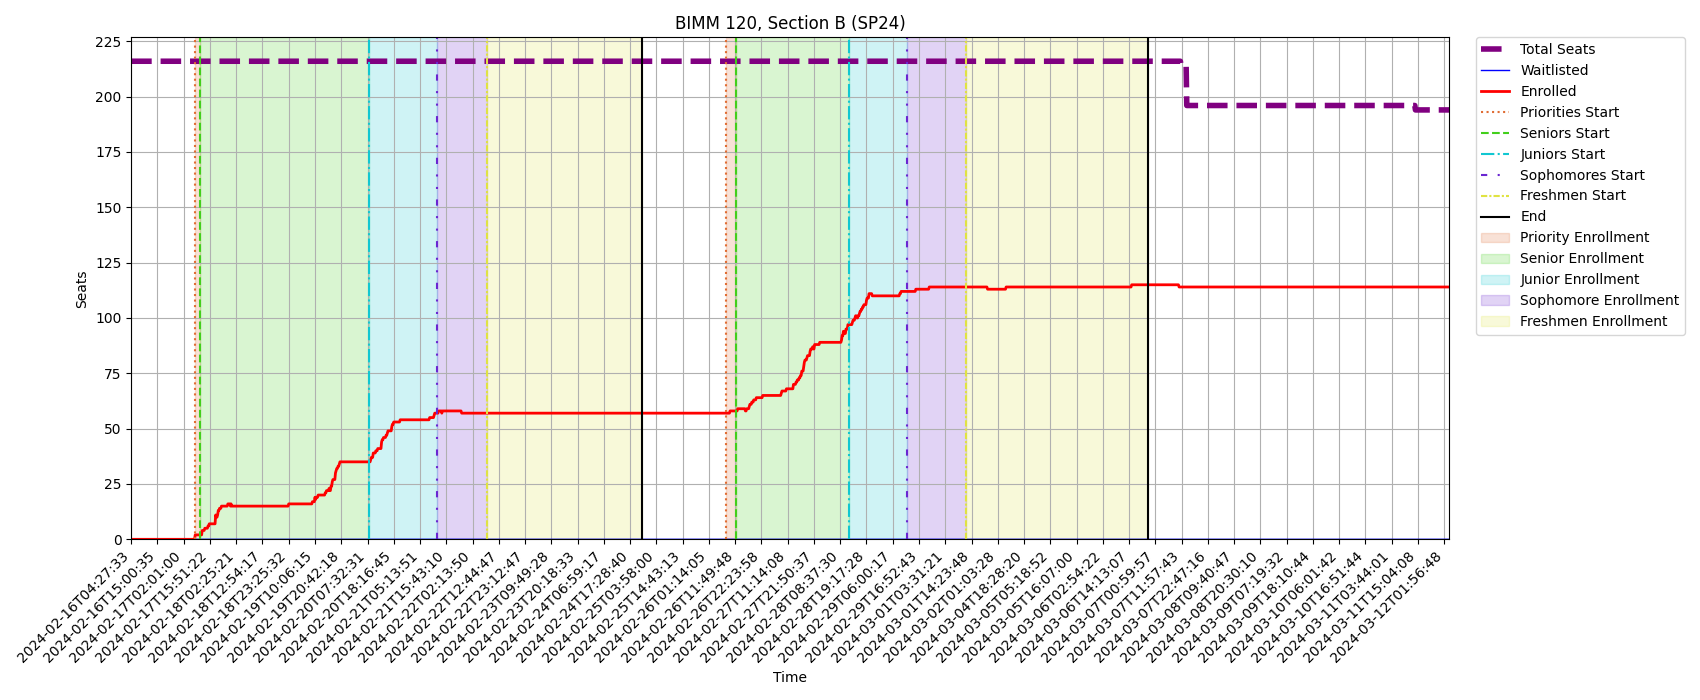 BIMM 120, Section B (SP24)
225
200
175
150
125
100
75
50
25
0
Seats
2024-02-16T04:27:33
2024-02-16T15:00:35
2024-02-17T02:01:00
2024-02-17T15:51:22
2024-02-18T02:25:21
2024-02-18T12:54:17
2024-02-18T23:25:32
2024-02-19T10:06:15
2024-02-19T20:42:18
2024-02-20T07:32:31
2024-02-20T18:16:45
2024-02-21T05:13:51
2024-02-21T15:43:10
2024-02-22T02:13:50
2024-02-22T12:44:47
2024-02-22T23:12:47
2024-02-23T09:49:28
2024-02-23T20:18:33
2024-02-24T06:59:17
2024-02-24T17:28:40
2024-02-25T03:58:00
2024-02-25T14:43:13
2024-02-26T01:14:05
2024-02-26T11:49:48
2024-02-26T22:23:58
2024-02-27T11:14:08
2024-02-27T21:50:37
2024-02-28T08:37:30
2024-02-28T19:17:28
2024-02-29T06:00:17
2024-02-29T16:52:43
2024-03-01T03:31:21
2024-03-01T14:23:48
2024-03-02T01:03:28
2024-03-04T18:28:20
2024-03-05T05:18:52
2024-03-05T16:07:00
2024-03-06T02:54:22
2024-03-06T14:13:07
2024-03-07T00:59:57
2024-03-07T11:57:43
2024-03-07T22:47:16
2024-03-08T09:40:47
2024-03-08T20:30:10
2024-03-09T07:19:32
2024-03-09T18:10:44
2024-03-10T06:01:42
2024-03-10T16:51:44
2024-03-11T03:44:01
2024-03-11T15:04:08
2024-03-12T01:56:48
Time
Total Seats
Waitlisted
Enrolled
Priorities Start
Seniors Start
Juniors Start
Sophomores Start
Freshmen Start
End
Priority Enrollment
Senior Enrollment
Junior Enrollment
Sophomore Enrollment
Freshmen Enrollment